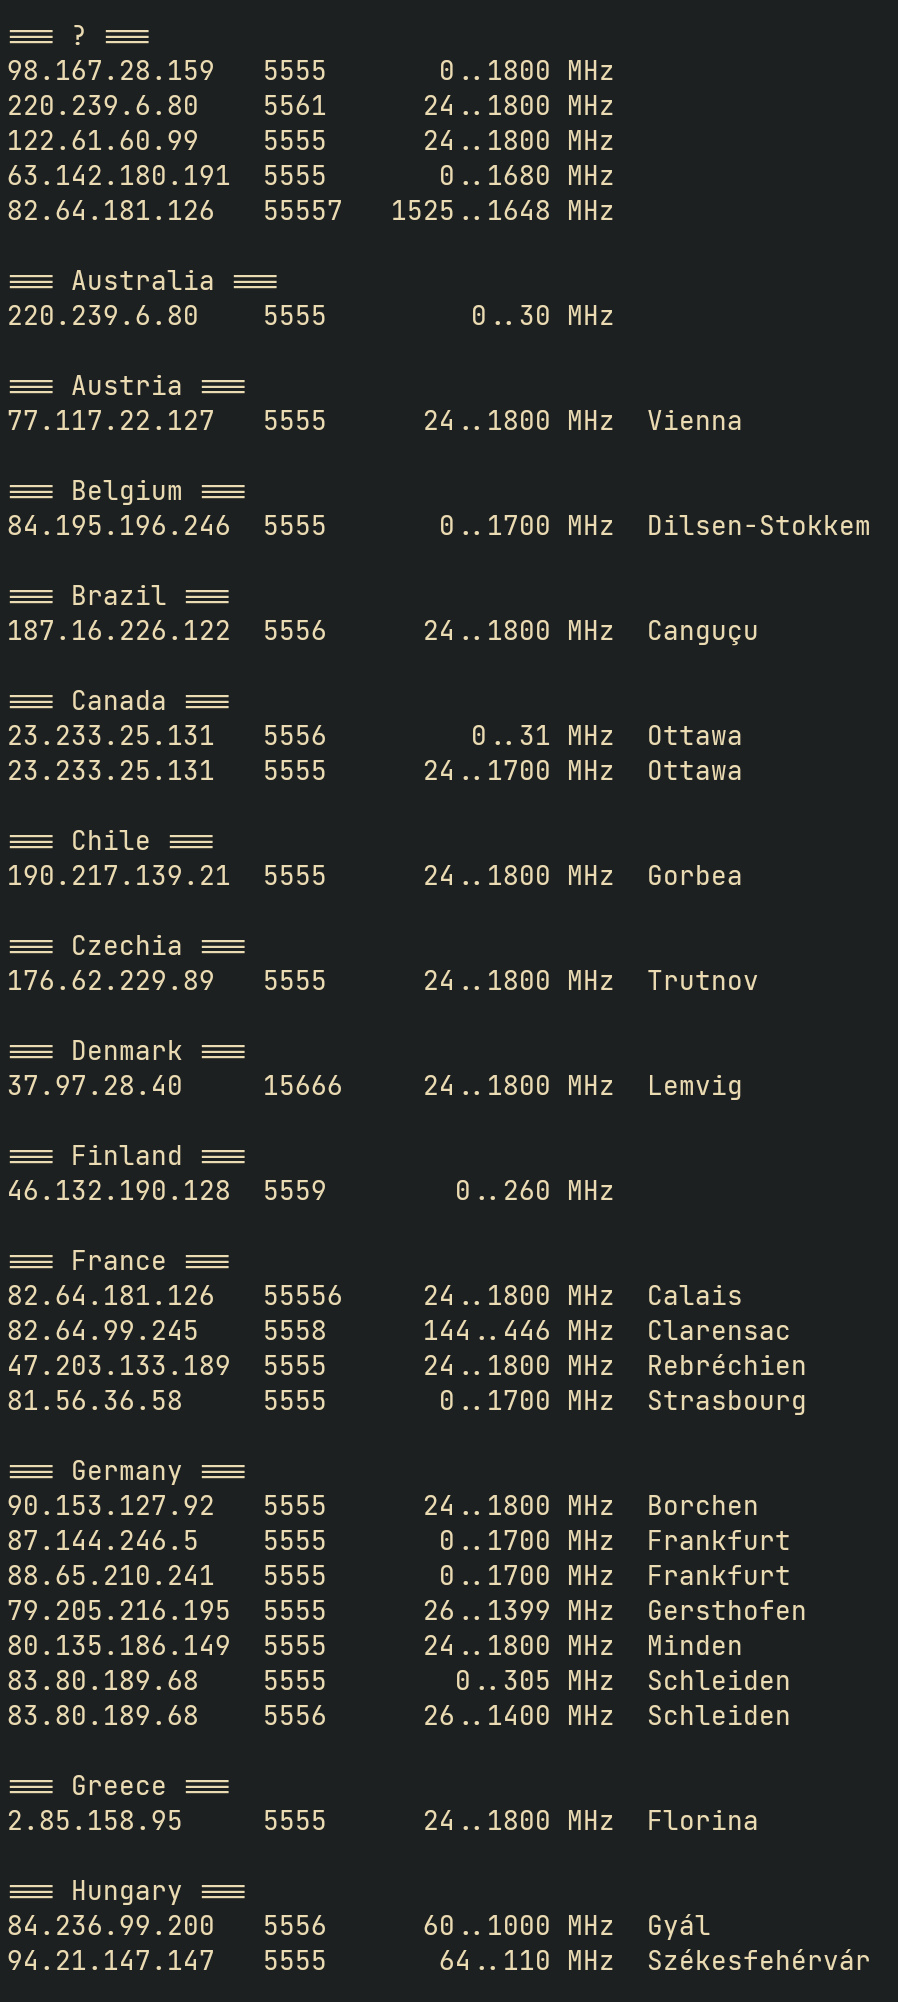 === ? ===
98.167.28.159   5555       0..1800 MHz
220.239.6.80    5561      24..1800 MHz
122.61.60.99    5555      24..1800 MHz
63.142.180.191  5555       0..1680 MHz
82.64.181.126   55557   1525..1648 MHz

=== Australia ===
220.239.6.80    5555         0..30 MHz

=== Austria ===
77.117.22.127   5555      24..1800 MHz  Vienna

=== Belgium ===
84.195.196.246  5555       0..1700 MHz  Dilsen-Stokkem

=== Brazil ===
187.16.226.122  5556      24..1800 MHz  Canguçu

=== Canada ===
23.233.25.131   5556         0..31 MHz  Ottawa
23.233.25.131   5555      24..1700 MHz  Ottawa

=== Chile ===
190.217.139.21  5555      24..1800 MHz  Gorbea

=== Czechia ===
176.62.229.89   5555      24..1800 MHz  Trutnov

=== Denmark ===
37.97.28.40     15666     24..1800 MHz  Lemvig

=== Finland ===
46.132.190.128  5559        0..260 MHz

=== France ===
82.64.181.126   55556     24..1800 MHz  Calais
82.64.99.245    5558      144..446 MHz  Clarensac
47.203.133.189  5555      24..1800 MHz  Rebréchien
81.56.36.58     5555       0..1700 MHz  Strasbourg

=== Germany ===
90.153.127.92   5555      24..1800 MHz  Borchen
87.144.246.5    5555       0..1700 MHz  Frankfurt
88.65.210.241   5555       0..1700 MHz  Frankfurt
79.205.216.195  5555      26..1399 MHz  Gersthofen
80.135.186.149  5555      24..1800 MHz  Minden
83.80.189.68    5555        0..305 MHz  Schleiden
83.80.189.68    5556      26..1400 MHz  Schleiden

=== Greece ===
2.85.158.95     5555      24..1800 MHz  Florina

=== Hungary ===
84.236.99.200   5556      60..1000 MHz  Gyál
94.21.147.147   5555       64..110 MHz  Székesfehérvár